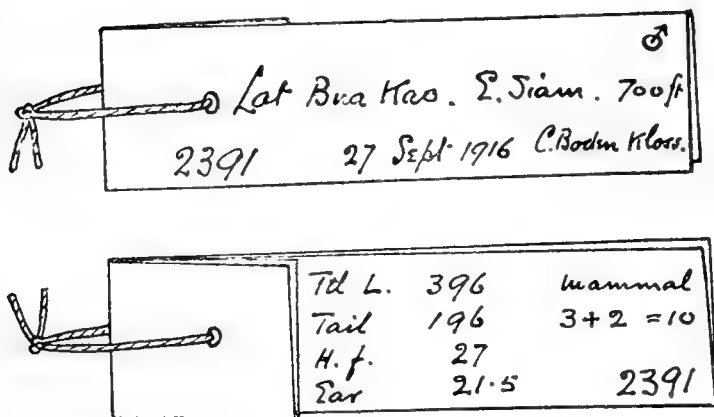 ♂
Lat Bua Kao. E. Siam. 700ft
2391 27 Sept 1916 C. Boden Kloss.
Ttl L. 396 mammal
Tail 196 3+2 =10
H. f. 27
Ear 21·5 2391